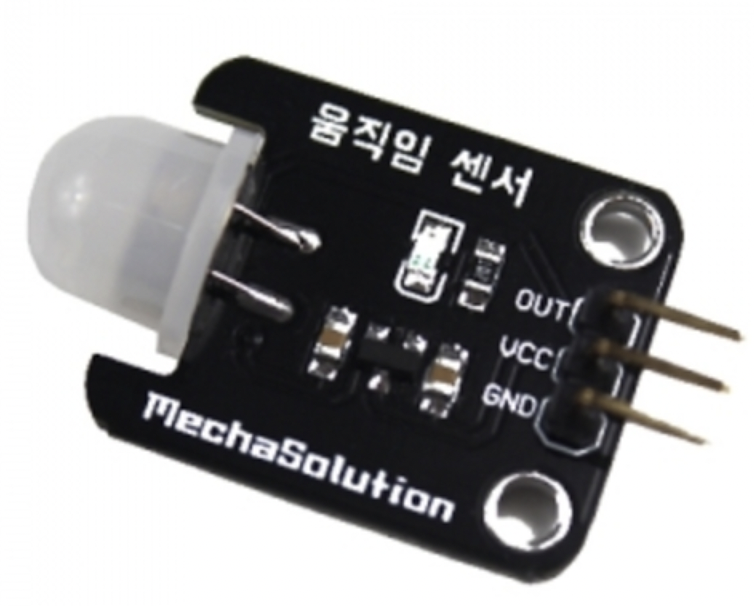 움직임 센서
OUT
VCC
GND
MechaSolution